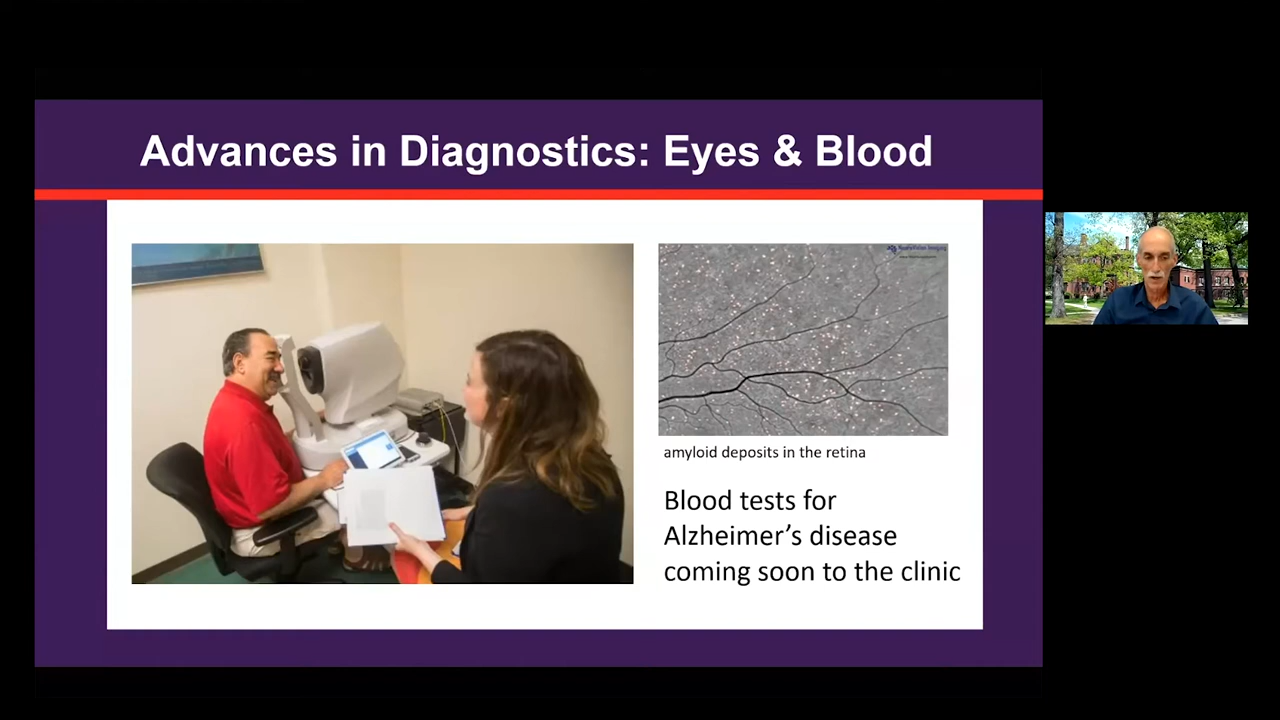 Advances in Diagnostics: Eyes & Blood
amyloid deposits in the retina
Blood tests for
Alzheimer’s disease
coming soon to the clinic